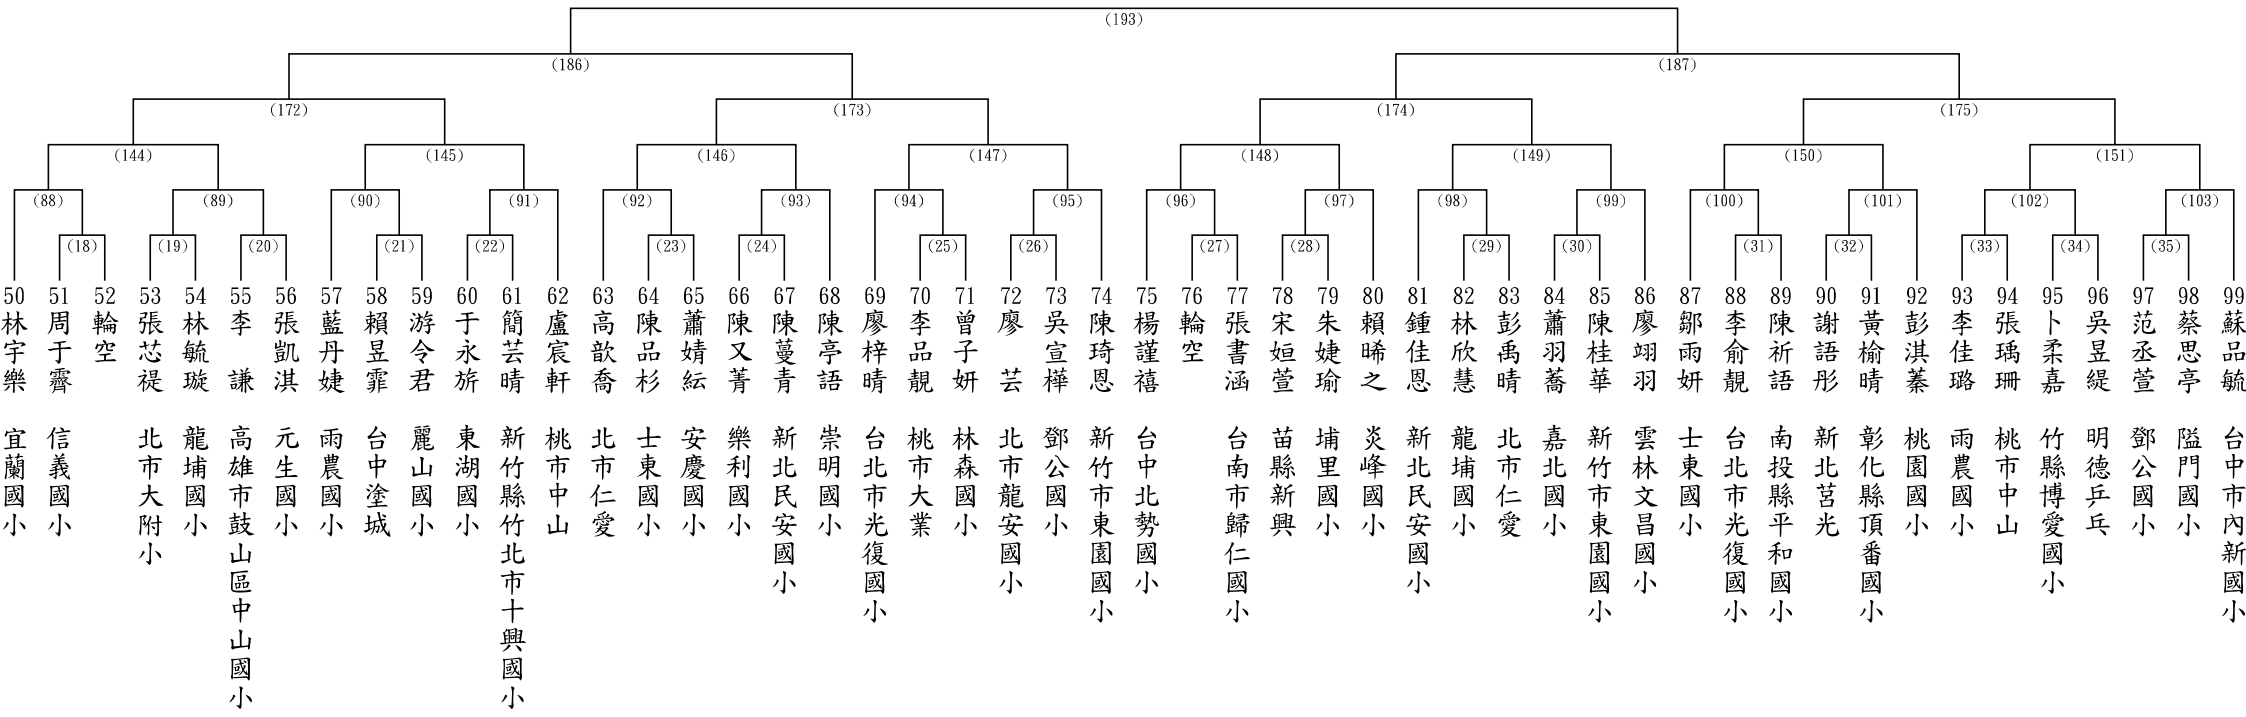 (193)
(186) (187)
(172) (173) (174) (175)
(144) (145) (146) (147) (148) (149) (150) (151)
(88) (89) (90) (91) (92) (93) (94) (95) (96) (97) (98) (99) (100) (101) (102) (103)
(18) (19) (20) (21) (22) (23) (24) (25) (26) (27) (28) (29) (30) (31) (32) (33) (34) (35)
50 林宇樂 宜蘭國小
51 周于霽 信義國小
52 輪空
53 張芯禔 北市大附小
54 林毓璇 龍埔國小
55 李謙 高雄市鼓山區中山國小
56 張凱淇 元生國小
57 藍丹婕 雨農國小
58 賴昱霏 台中塗城
59 游令君 麗山國小
60 于永旂 東湖國小
61 簡芸晴 新竹縣竹北市十興國小
62 盧宸軒 桃市中山
63 高歆喬 北市仁愛
64 陳品杉 士東國小
65 蕭婧紜 安慶國小
66 陳又菁 樂利國小
67 陳蔓青 新北民安國小
68 陳亭語 崇明國小
69 廖梓晴 台北市光復國小
70 李品靚 桃市大業
71 曾子妍 林森國小
72 廖芸 北市龍安國小
73 吳宣樺 鄧公國小
74 陳琦恩 新竹市東園國小
75 楊謹禧 台中北勢國小
76 輪空
77 張書涵 台南市歸仁國小
78 宋姮萱 苗縣新興
79 朱婕瑜 埔里國小
80 賴晞之 炎峰國小
81 鍾佳恩 新北民安國小
82 林欣慧 龍埔國小
83 彭禹晴 北市仁愛
84 蕭羽蕎 嘉北國小
85 陳桂華 新竹市東園國小
86 廖翊羽 雲林文昌國小
87 鄒雨妍 士東國小
88 李俞靚 台北市光復國小
89 陳祈語 南投縣平和國小
90 謝語彤 新北莒光
91 黃榆晴 彰化縣頂番國小
92 彭淇蓁 桃園國小
93 李佳璐 雨農國小
94 張瑀珊 桃市中山
95 卜柔嘉 竹縣博愛國小
96 吳昱緹 明德乒乓
97 范丞萱 鄧公國小
98 蔡思亭 隘門國小
99 蘇品毓 台中市內新國小